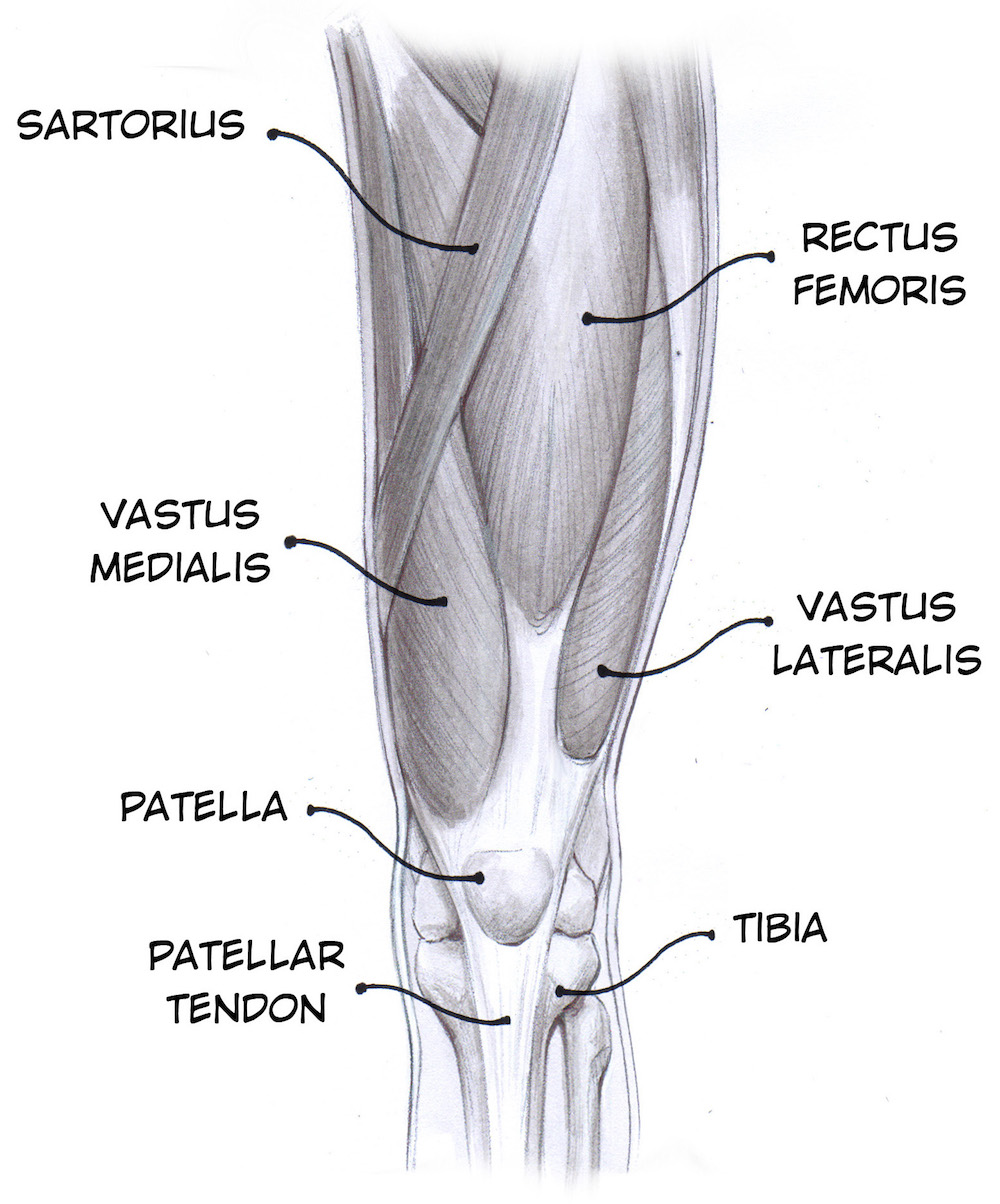 SARTORIUS
RECTUS
FEMORIS
VASTUS
MEDIALIS
VASTUS
LATERALIS
PATELLA
TIBIA
PATELLAR
TENDON